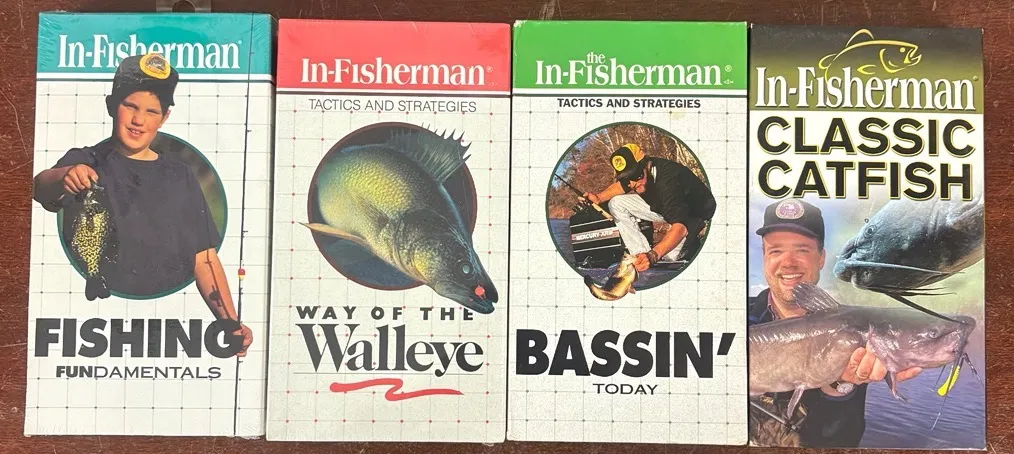 In-Fisherman®
FISHING
FUNDAMENTALS
In-Fisherman®
TACTICS AND STRATEGIES
WAY OF THE
Walleye
the
In-Fisherman®
TACTICS AND STRATEGIES
MERCURY
BASSIN'
TODAY
In-Fisherman®
CLASSIC
CATFISH